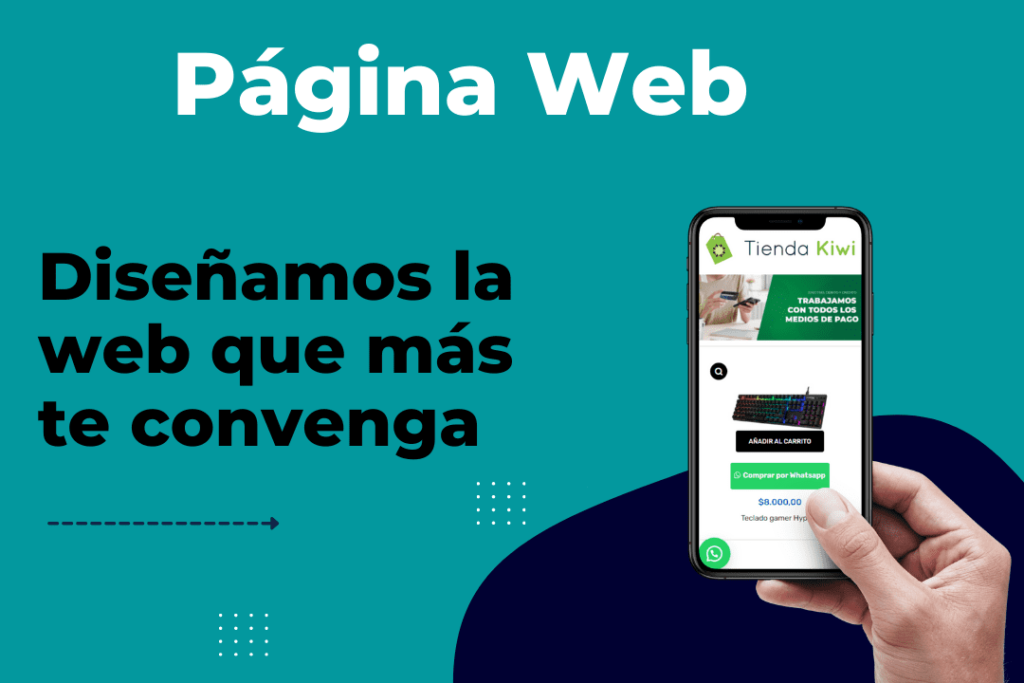 Página Web
Diseñamos la
web que más
te convenga
Tienda Kiwi
TRABAJAMOS
CON TODOS LOS
MEDIOS DE PAGO
AÑADIR AL CARRITO
Comprar por Whatsapp
$8.000,00
Teclado gamer Hyp